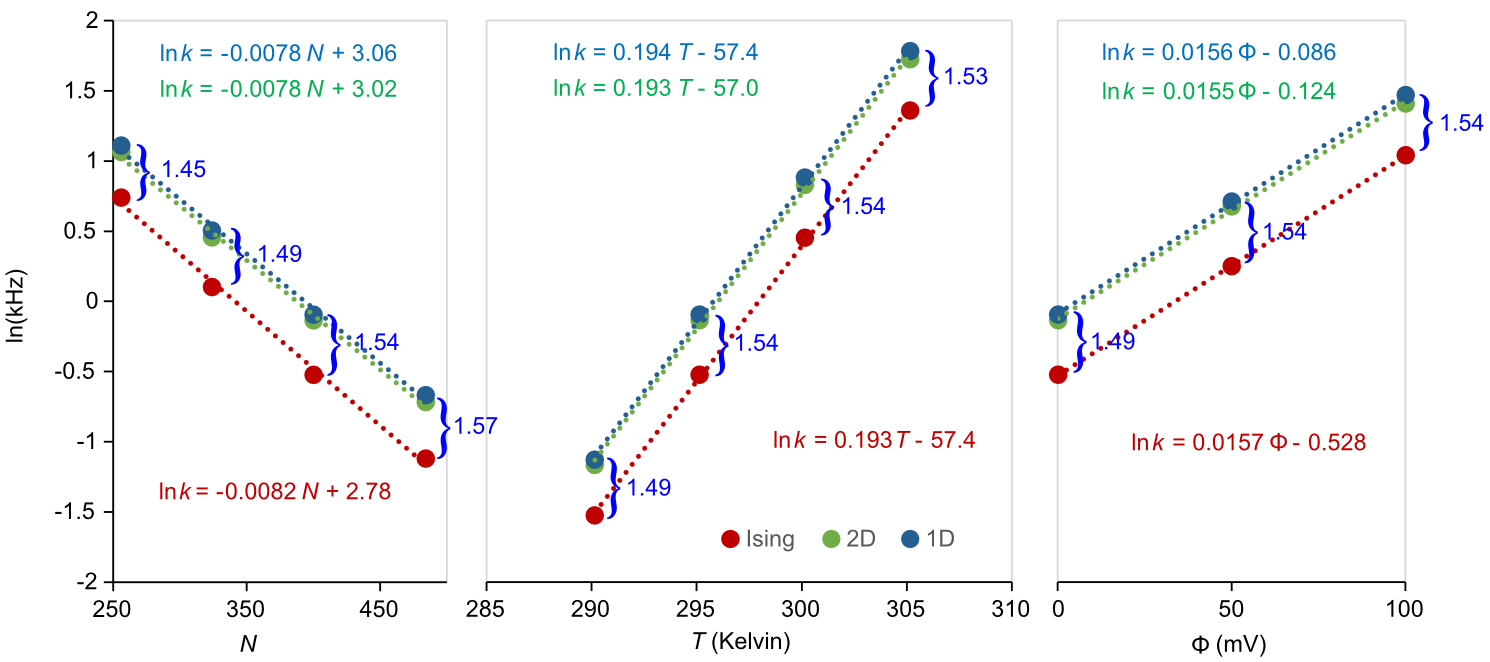 2
1.5
1
0.5
0
-0.5
-1
-1.5
-2
ln(kHz)
lnk = -0.0078 N + 3.06
lnk = -0.0078 N + 3.02
1.45
1.49
1.54
1.57
lnk = -0.0082 N + 2.78
250 350 450
N
lnk = 0.194 T - 57.4
lnk = 0.193 T - 57.0
1.53
1.54
1.54
1.49
lnk = 0.193T - 57.4
Ising 2D 1D
285 290 295 300 305 310
T (Kelvin)
lnk = 0.0156 Φ - 0.086
lnk = 0.0155 Φ - 0.124
1.54
1.54
1.49
lnk = 0.0157 Φ - 0.528
0 50 100
Φ (mV)